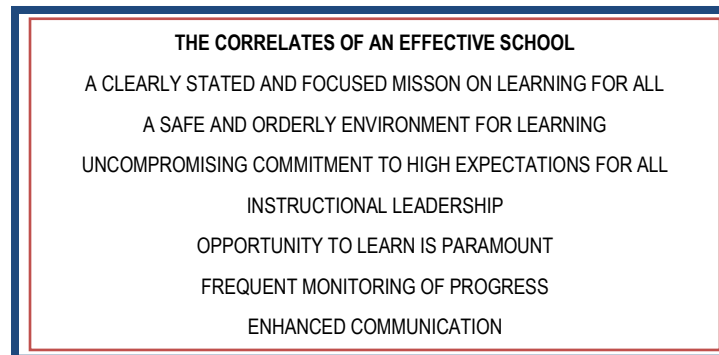 THE CORRELATES OF AN EFFECTIVE SCHOOL
A CLEARLY STATED AND FOCUSED MISSON ON LEARNING FOR ALL
A SAFE AND ORDERLY ENVIRONMENT FOR LEARNING
UNCOMPROMISING COMMITMENT TO HIGH EXPECTATIONS FOR ALL
INSTRUCTIONAL LEADERSHIP
OPPORTUNITY TO LEARN IS PARAMOUNT
FREQUENT MONITORING OF PROGRESS
ENHANCED COMMUNICATION